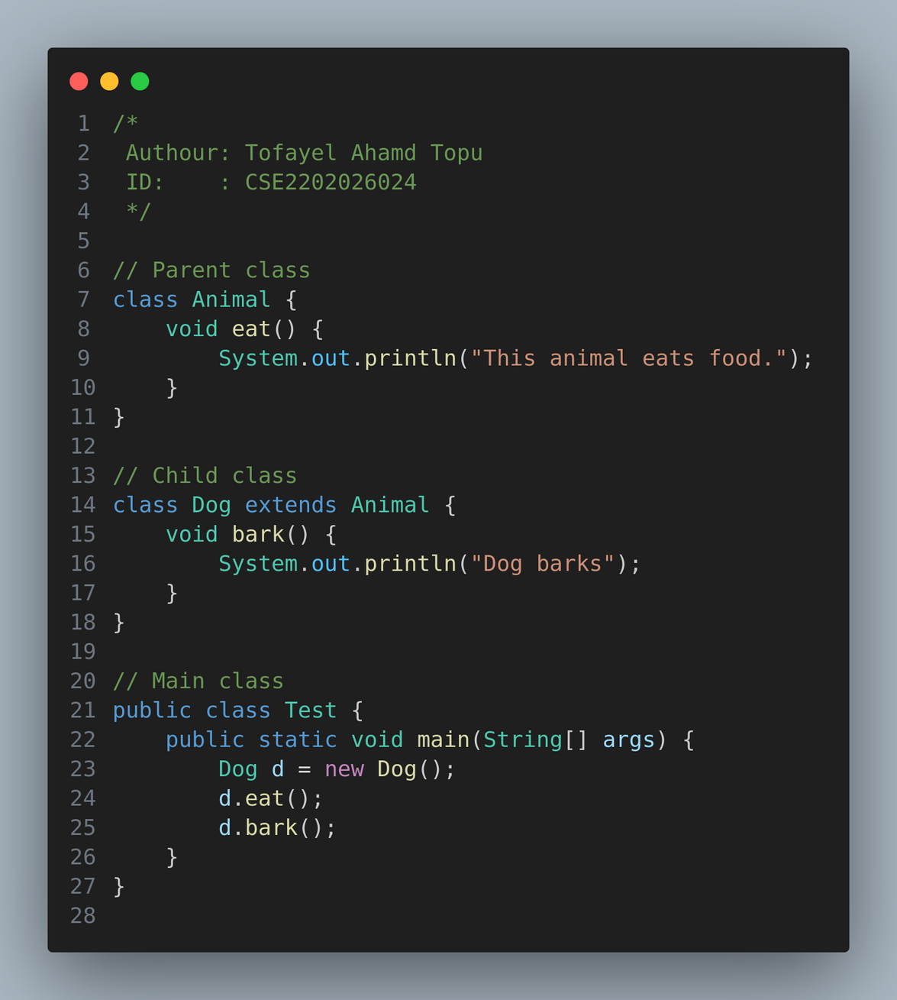 1 /*
2  Authour: Tofayel Ahamd Topu
3  ID:    : CSE2202026024
4  */
5
6 // Parent class
7 class Animal {
8     void eat() {
9         System.out.println("This animal eats food.");
10     }
11 }
12
13 // Child class
14 class Dog extends Animal {
15     void bark() {
16         System.out.println("Dog barks");
17     }
18 }
19
20 // Main class
21 public class Test {
22     public static void main(String[] args) {
23         Dog d = new Dog();
24         d.eat();
25         d.bark();
26     }
27 }
28